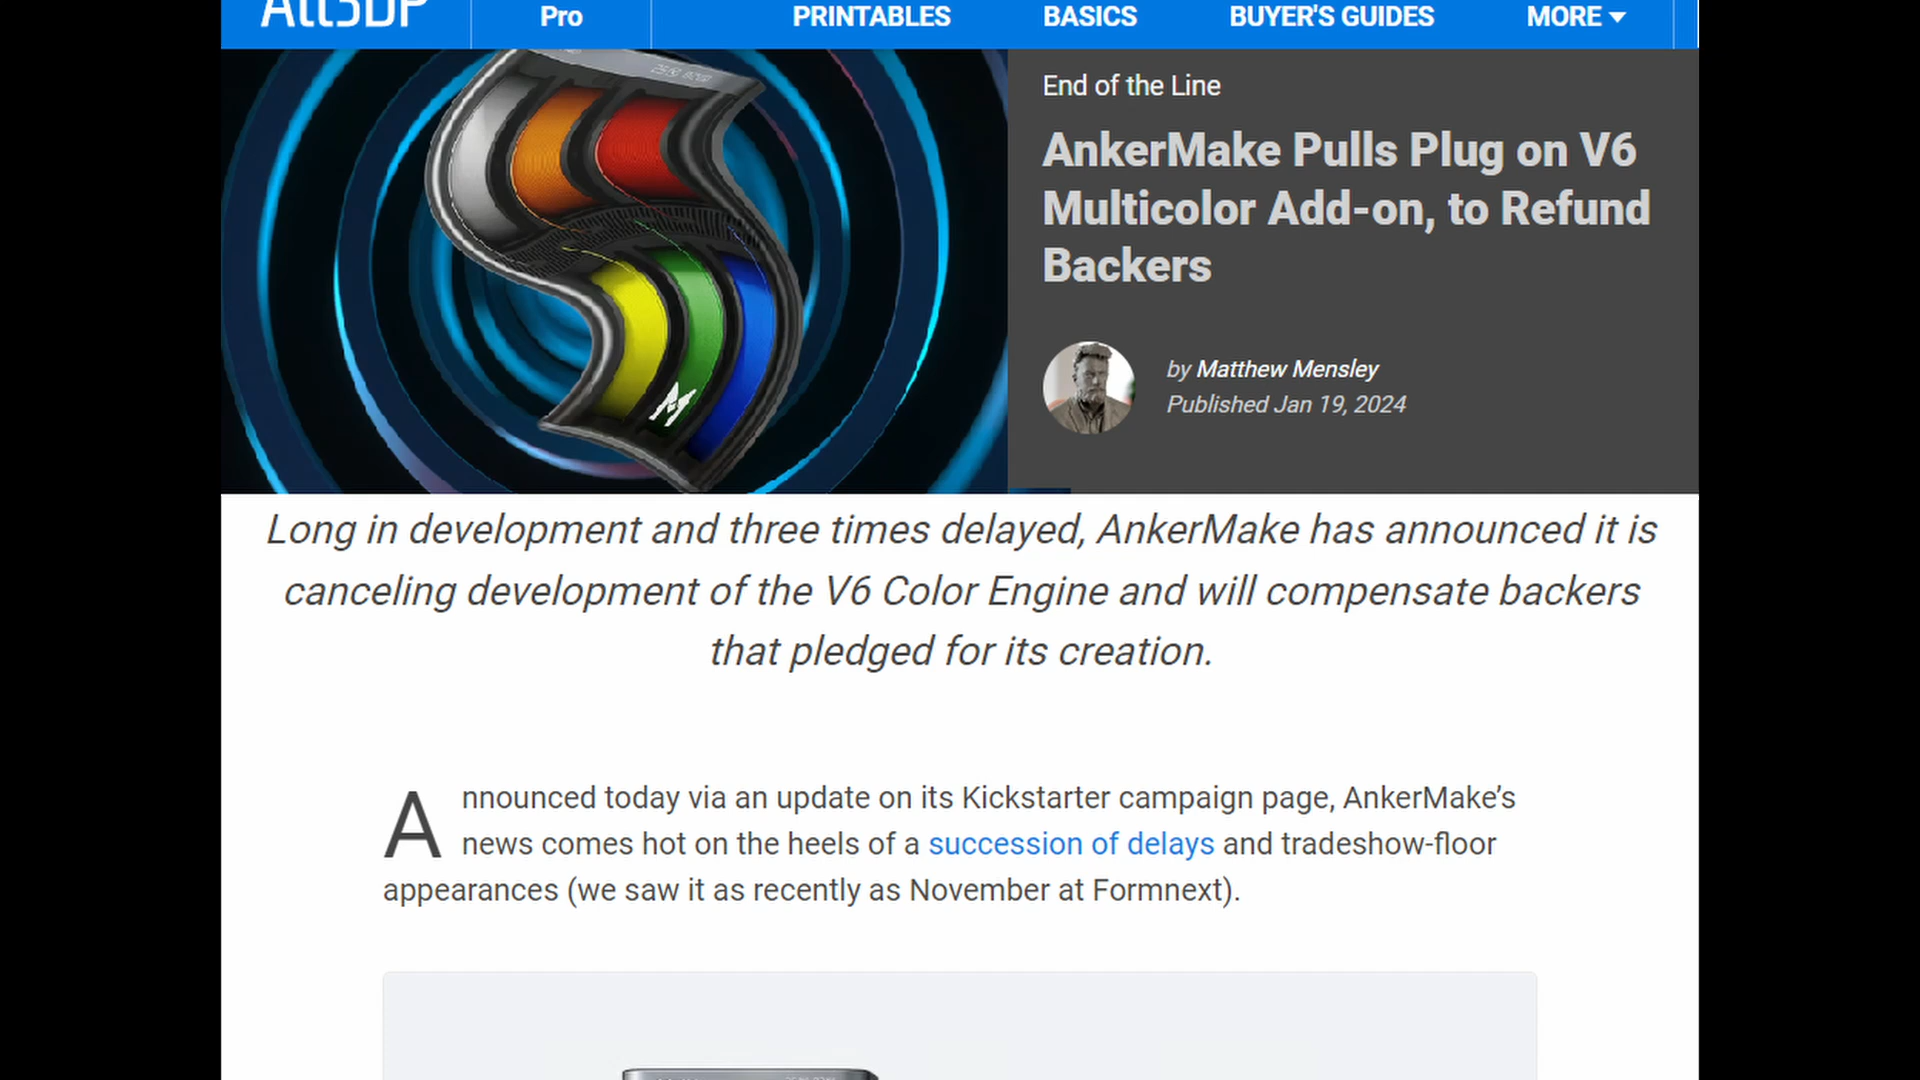 All3DP
Pro
PRINTABLES
BASICS
BUYER'S GUIDES
MORE
End of the Line
AnkerMake Pulls Plug on V6
Multicolor Add-on, to Refund
Backers
by Matthew Mensley
Published Jan 19, 2024
Long in development and three times delayed, AnkerMake has announced it is
canceling development of the V6 Color Engine and will compensate backers
that pledged for its creation.
Announced today via an update on its Kickstarter campaign page, AnkerMake’s
news comes hot on the heels of a succession of delays and tradeshow-floor
appearances (we saw it as recently as November at Formnext).